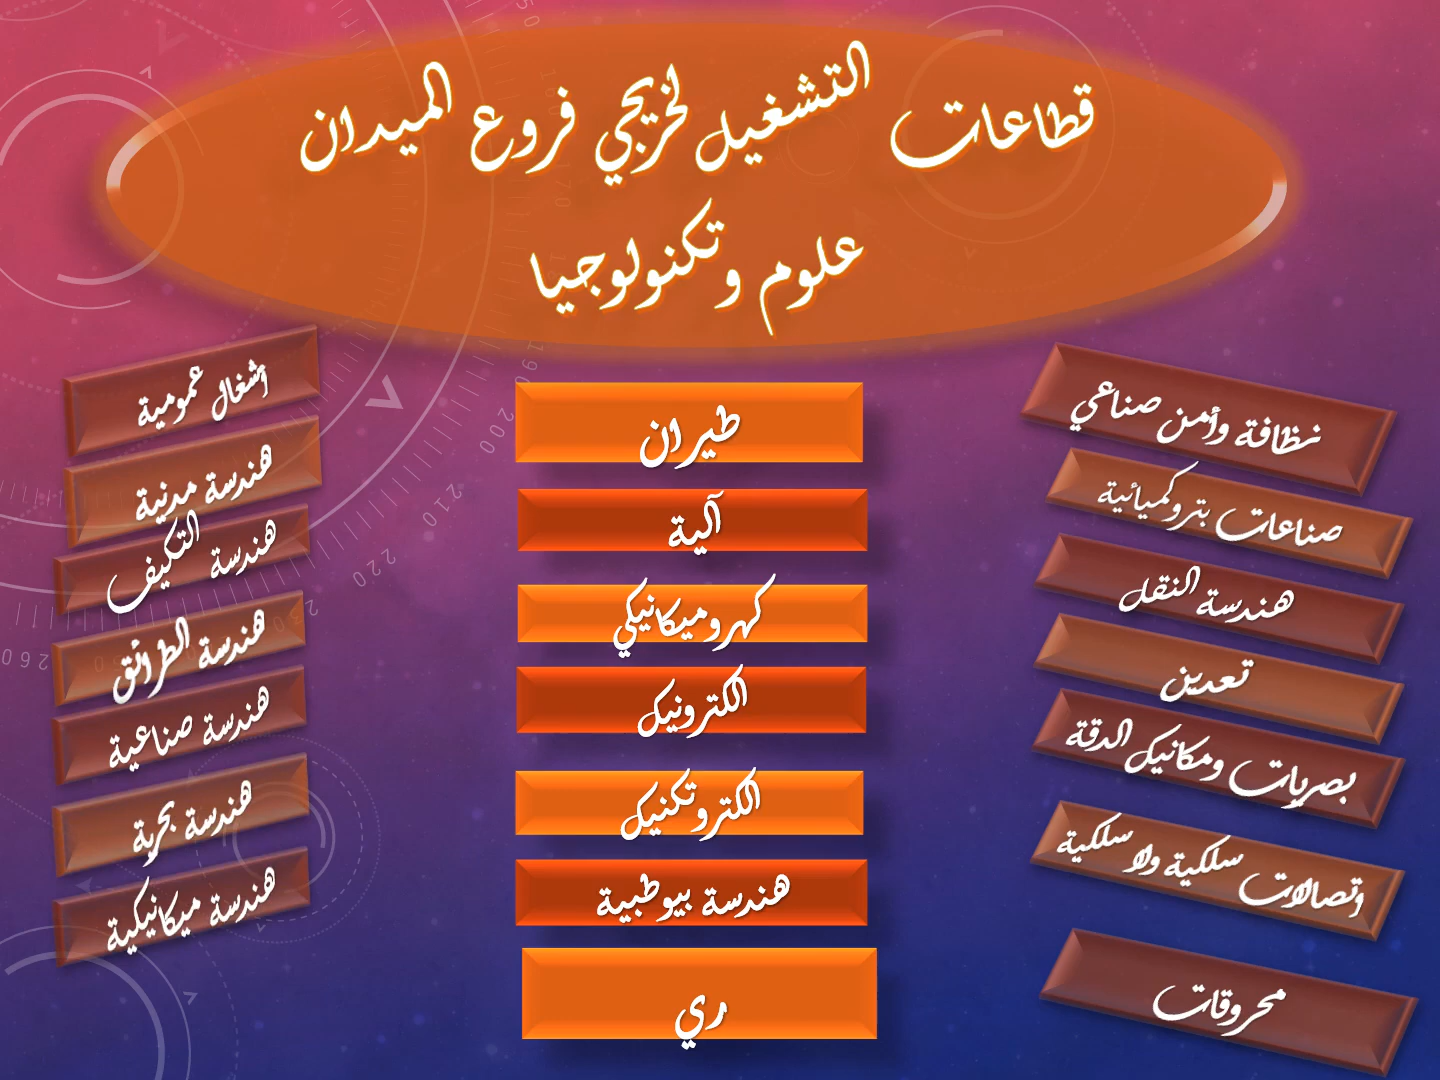 قطاعات التشغيل لخريجي فروع الميدان
علوم وتكنولوجيا
نظافة وأمن صناعي
صناعات بتروكميائية
هندسة النقل
تعدين
بصريات ومكانيك الدقة
اتصالات سلكية ولا سلكية
محروقات
طيران
آلية
كهروميكانيكي
الكترونيك
الكتروتكنيك
هندسة بيوطبية
ري
أشغال عمومية
هندسة مدنية
هندسة التكييف
هندسة الطرائق
هندسة صناعية
هندسة بحرية
هندسة ميكانيكية